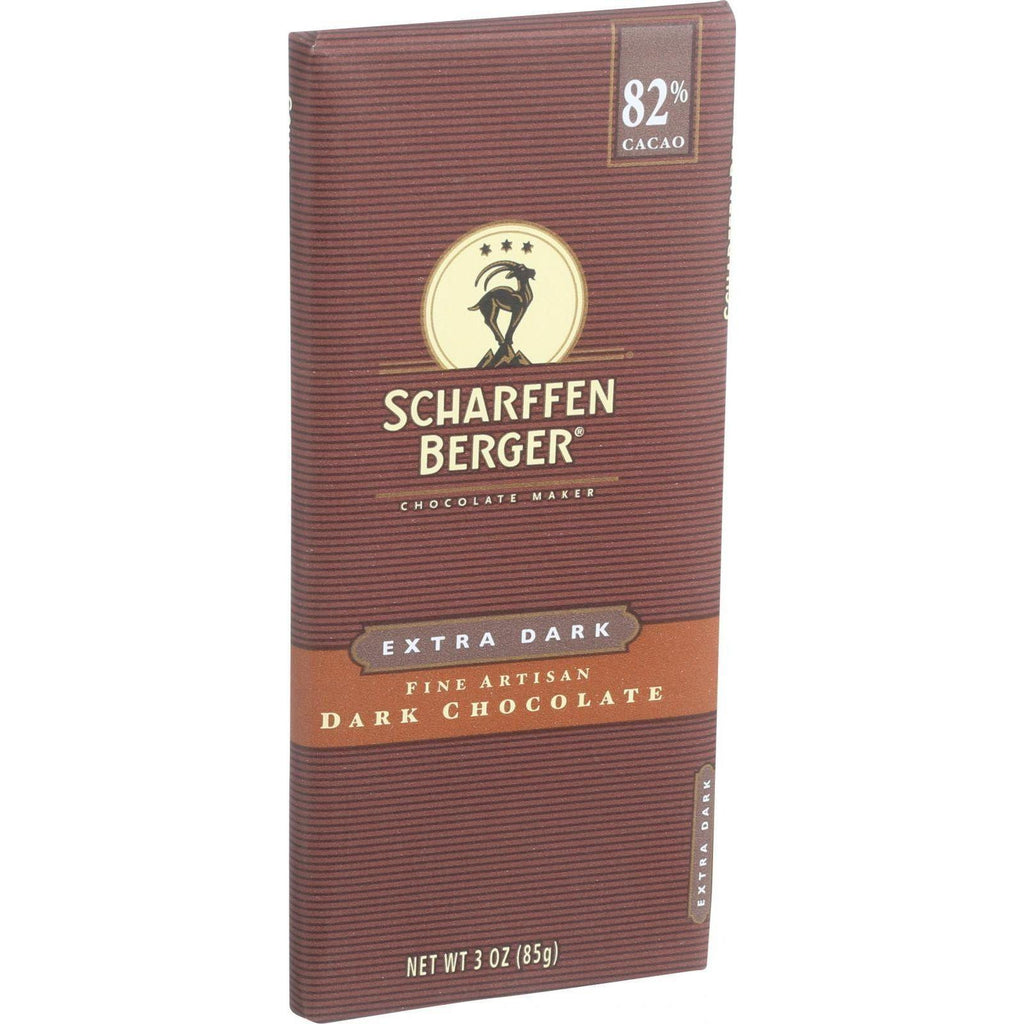 82%
CACAO
SCHARFFEN
BERGER®
CHOCOLATE MAKER
EXTRA DARK
FINE ARTISAN
DARK CHOCOLATE
EXTRA DARK
NET WT 3 OZ (85g)